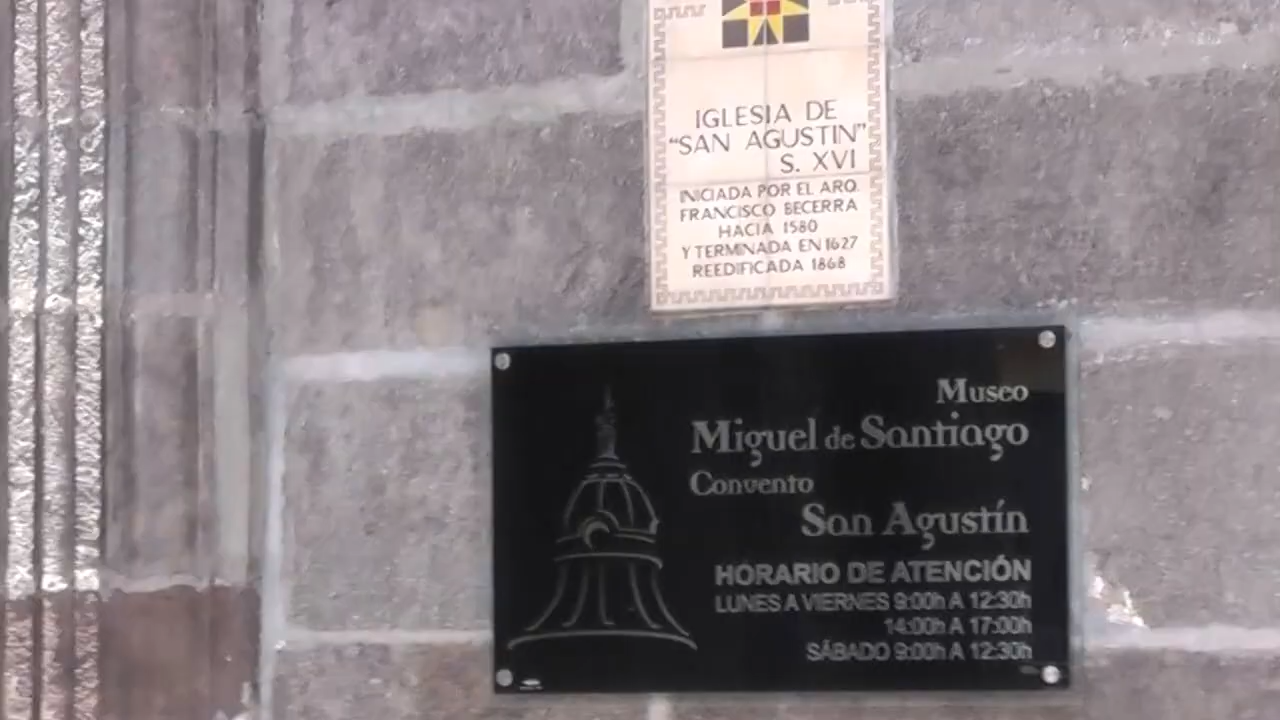 IGLESIA DE
"SAN AGUSTIN"
S. XVI
INICIADA POR EL ARQ.
FRANCISCO BECERRA
HACIA 1580
Y TERMINADA EN 1627
REEDIFICADA 1868
Museo
Miguel de Santiago
Convento
San Agustín
HORARIO DE ATENCIÓN
LUNES A VIERNES 9:00h A 12:30h
14:00h A 17:00h
SÁBADO 9:00h A 12:30h